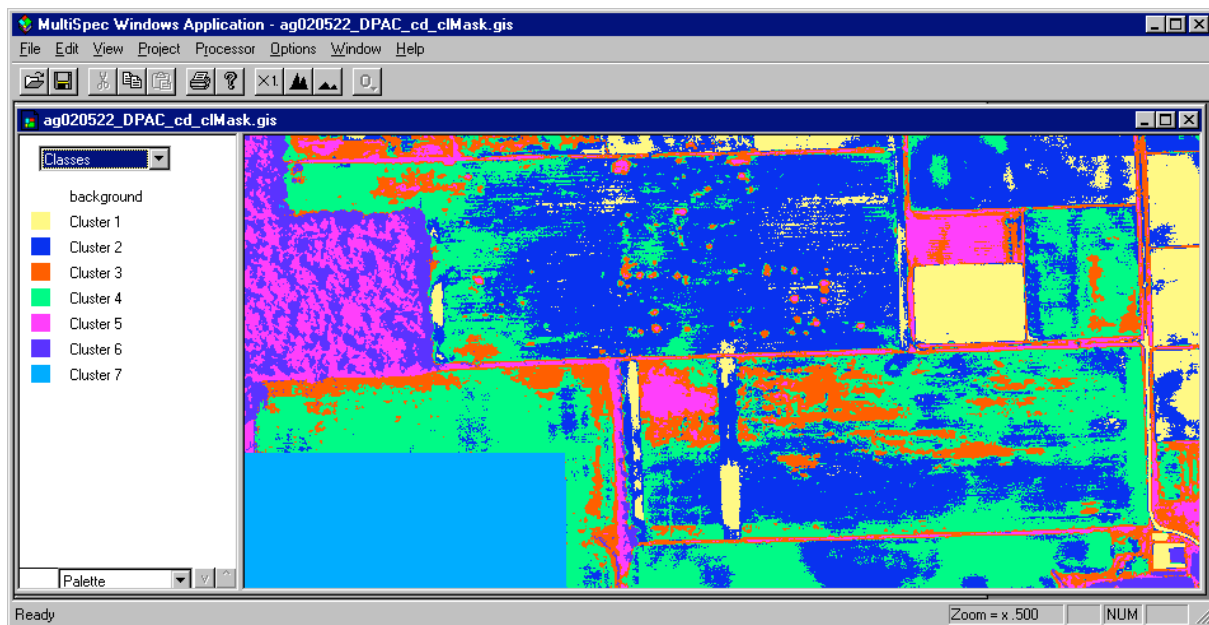 MultiSpec Windows Application - ag020522_DPAC_cd_clMask.gis
File Edit View Project Processor Options Window Help
×1.
ag020522_DPAC_cd_clMask.gis
Classes
background
Cluster 1
Cluster 2
Cluster 3
Cluster 4
Cluster 5
Cluster 6
Cluster 7
Palette
Ready Zoom = x .500 NUM